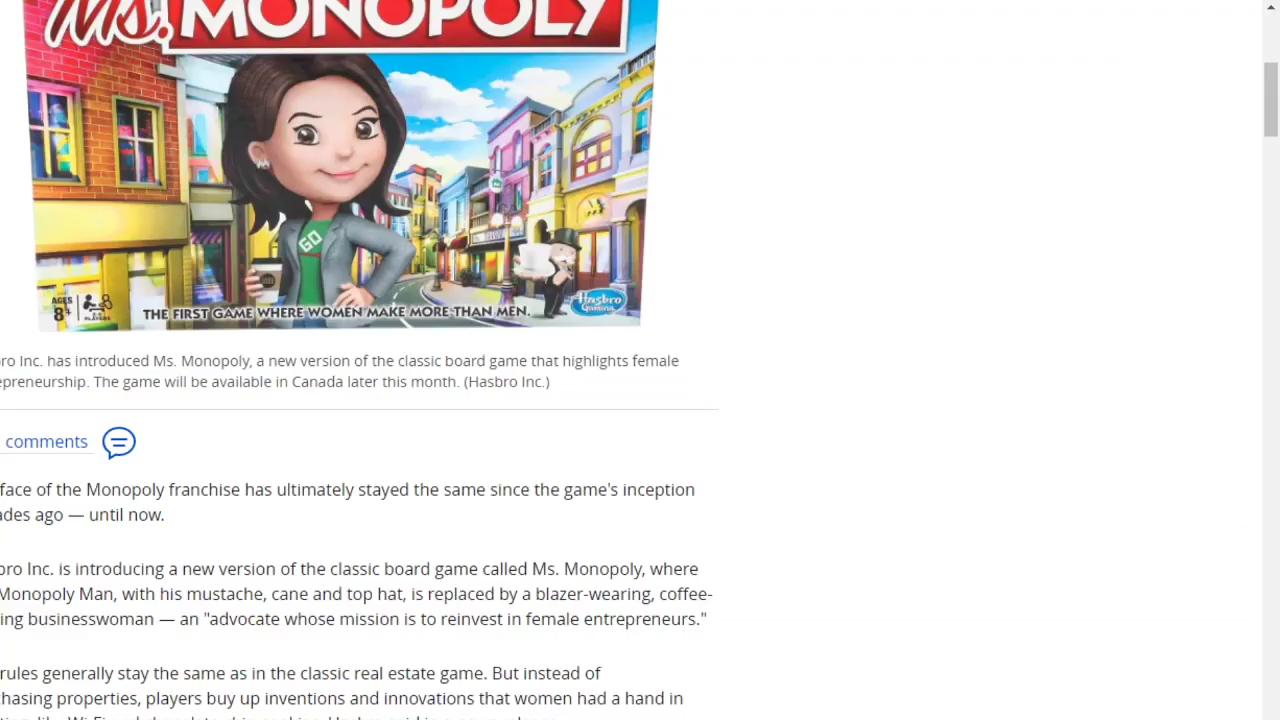 Ms. MONOPOLY
GO
AGES
8+
THE FIRST GAME WHERE WOMEN MAKE MORE THAN MEN.
Hasbro
Gaming
ro Inc. has introduced Ms. Monopoly, a new version of the classic board game that highlights female
epreneurship. The game will be available in Canada later this month. (Hasbro Inc.)
comments
face of the Monopoly franchise has ultimately stayed the same since the game's inception
ades ago — until now.
bro Inc. is introducing a new version of the classic board game called Ms. Monopoly, where
Monopoly Man, with his mustache, cane and top hat, is replaced by a blazer-wearing, coffee-
ing businesswoman — an "advocate whose mission is to reinvest in female entrepreneurs."
rules generally stay the same as in the classic real estate game. But instead of
hasing properties, players buy up inventions and innovations that women had a hand in